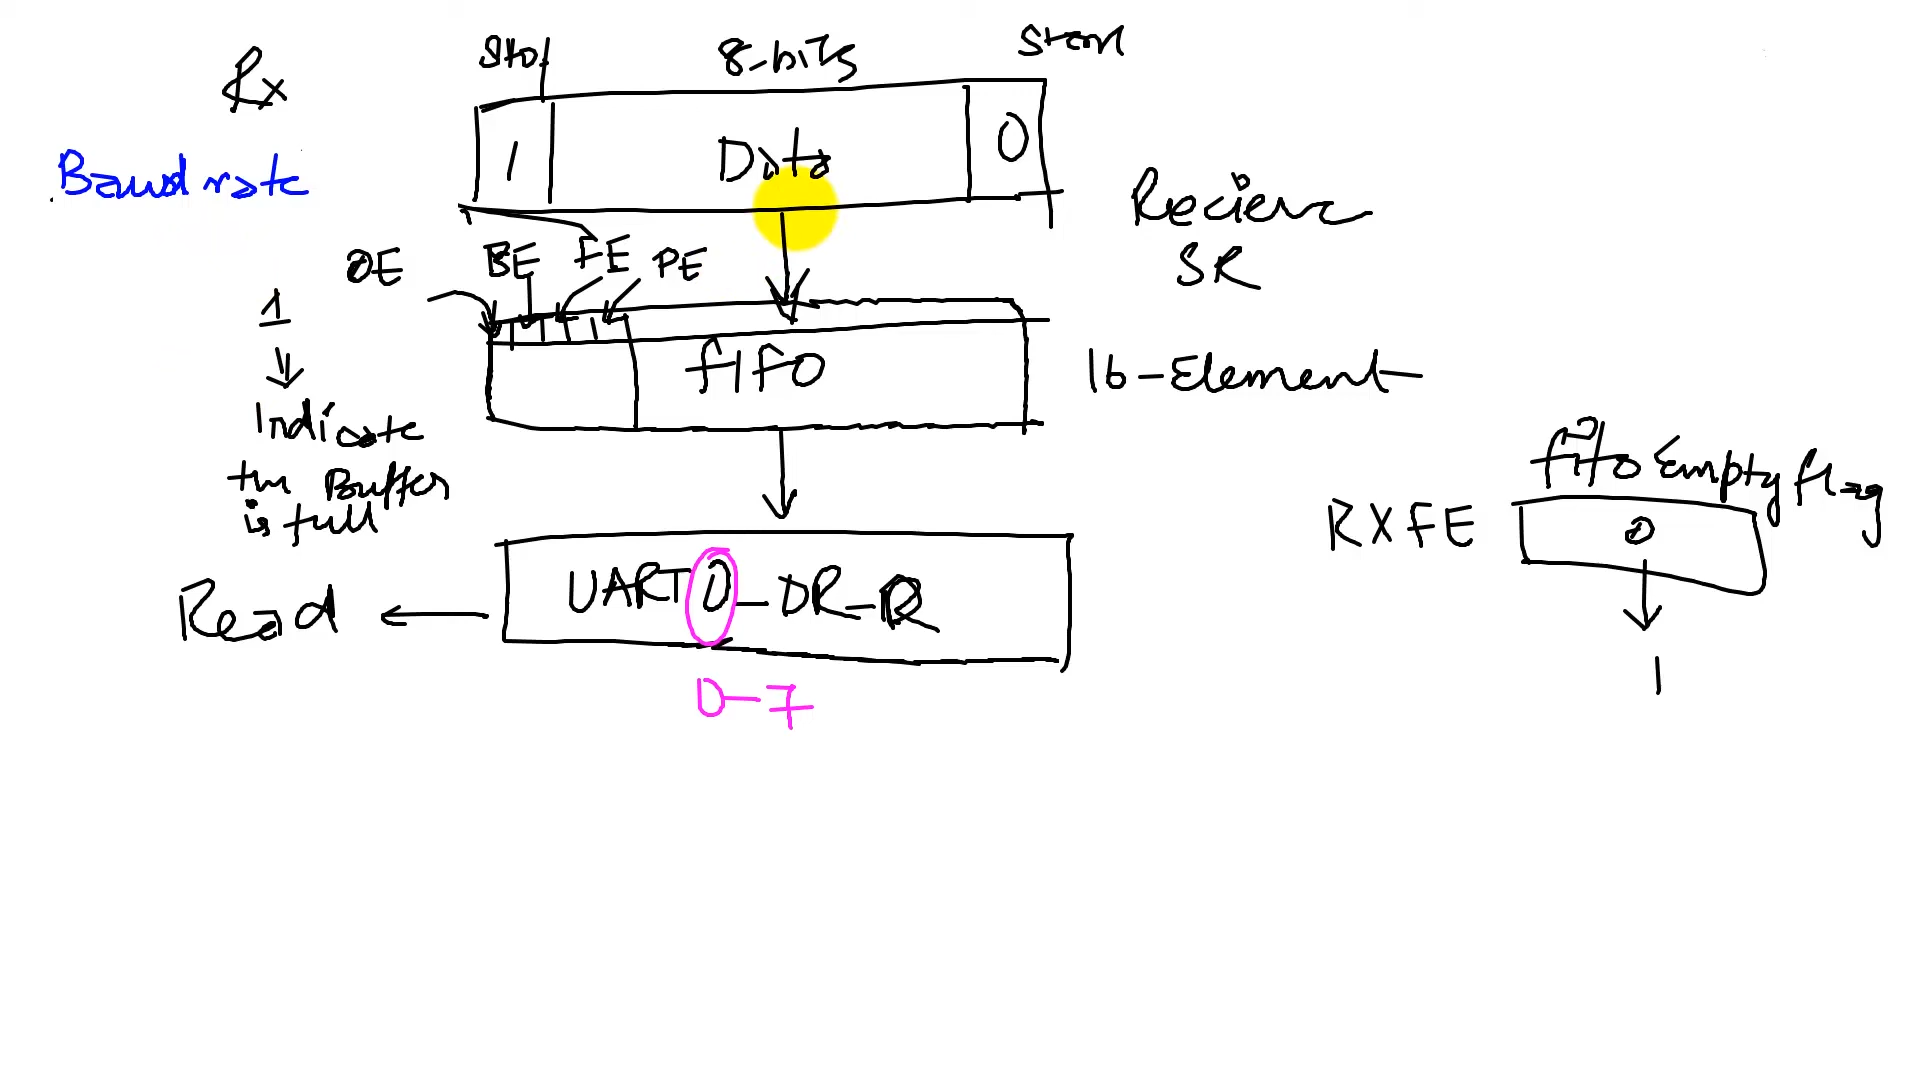 Rx
Stop
8-bits
Start
1
Data
0
Baud rate
Reciever
SR
OE
BE
FE
PE
1
FIFO
16-Element
Indicate
the Buffer
is full
fifo Empty flag
RXFE
0
1
Read
UART0_DR_R
0-7